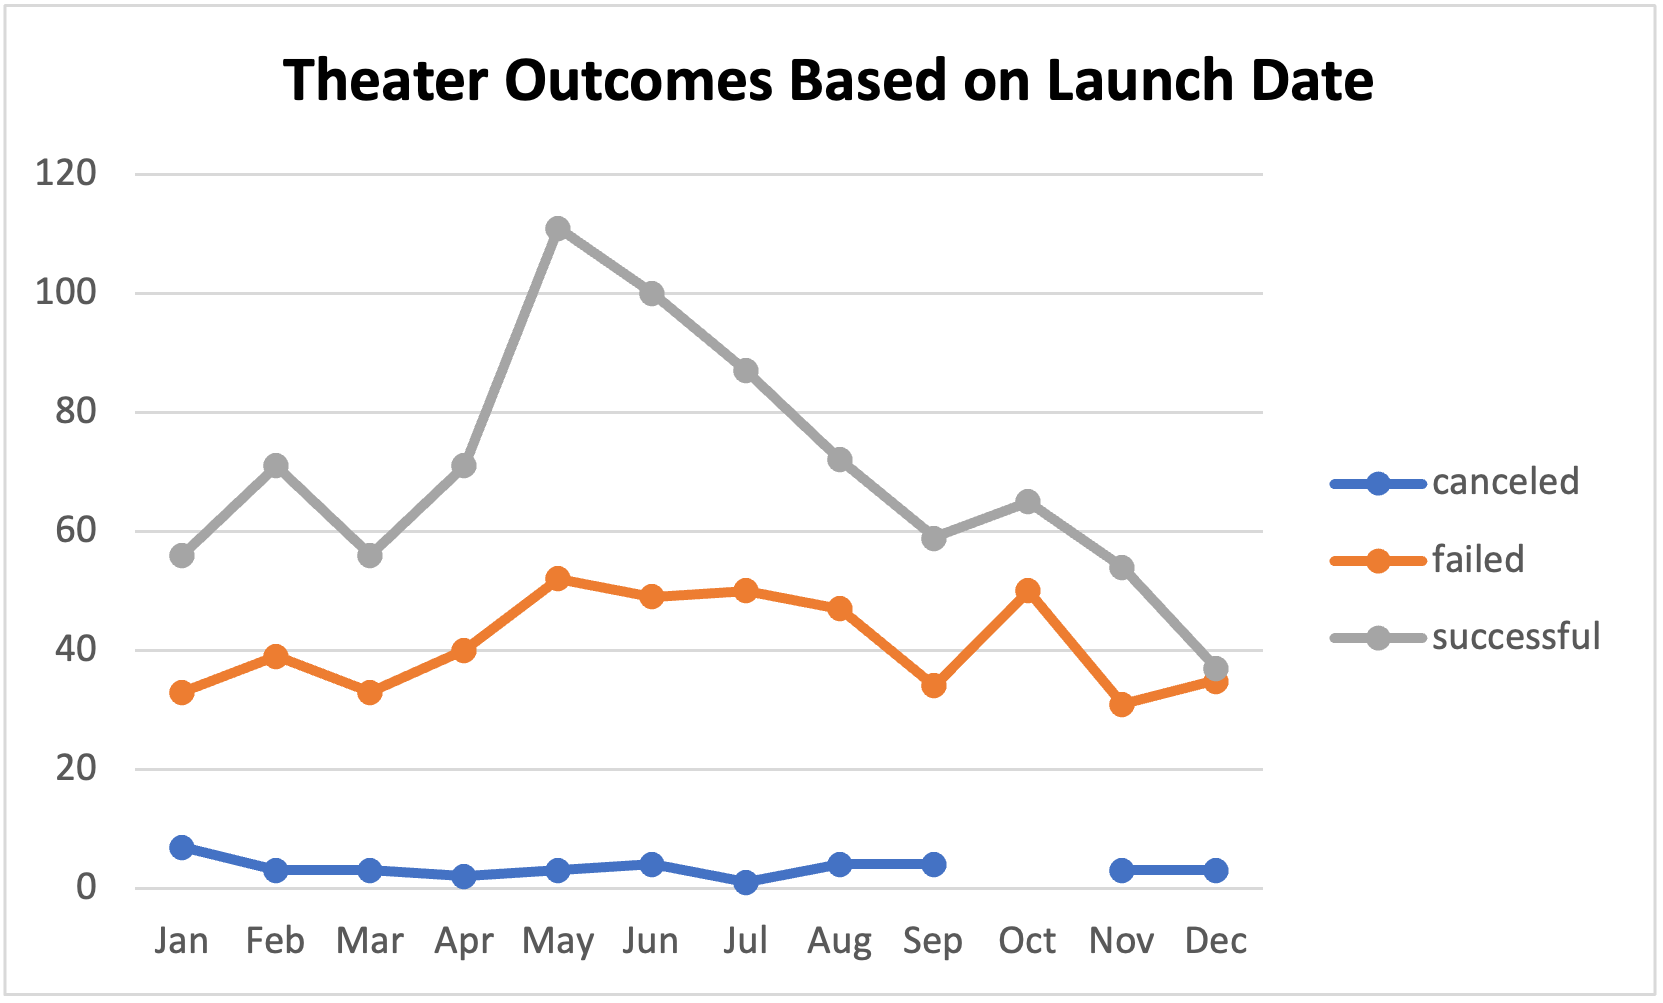 Theater Outcomes Based on Launch Date
120
100
80
60
40
20
0
Jan Feb Mar Apr May Jun Jul Aug Sep Oct Nov Dec
canceled
failed
successful